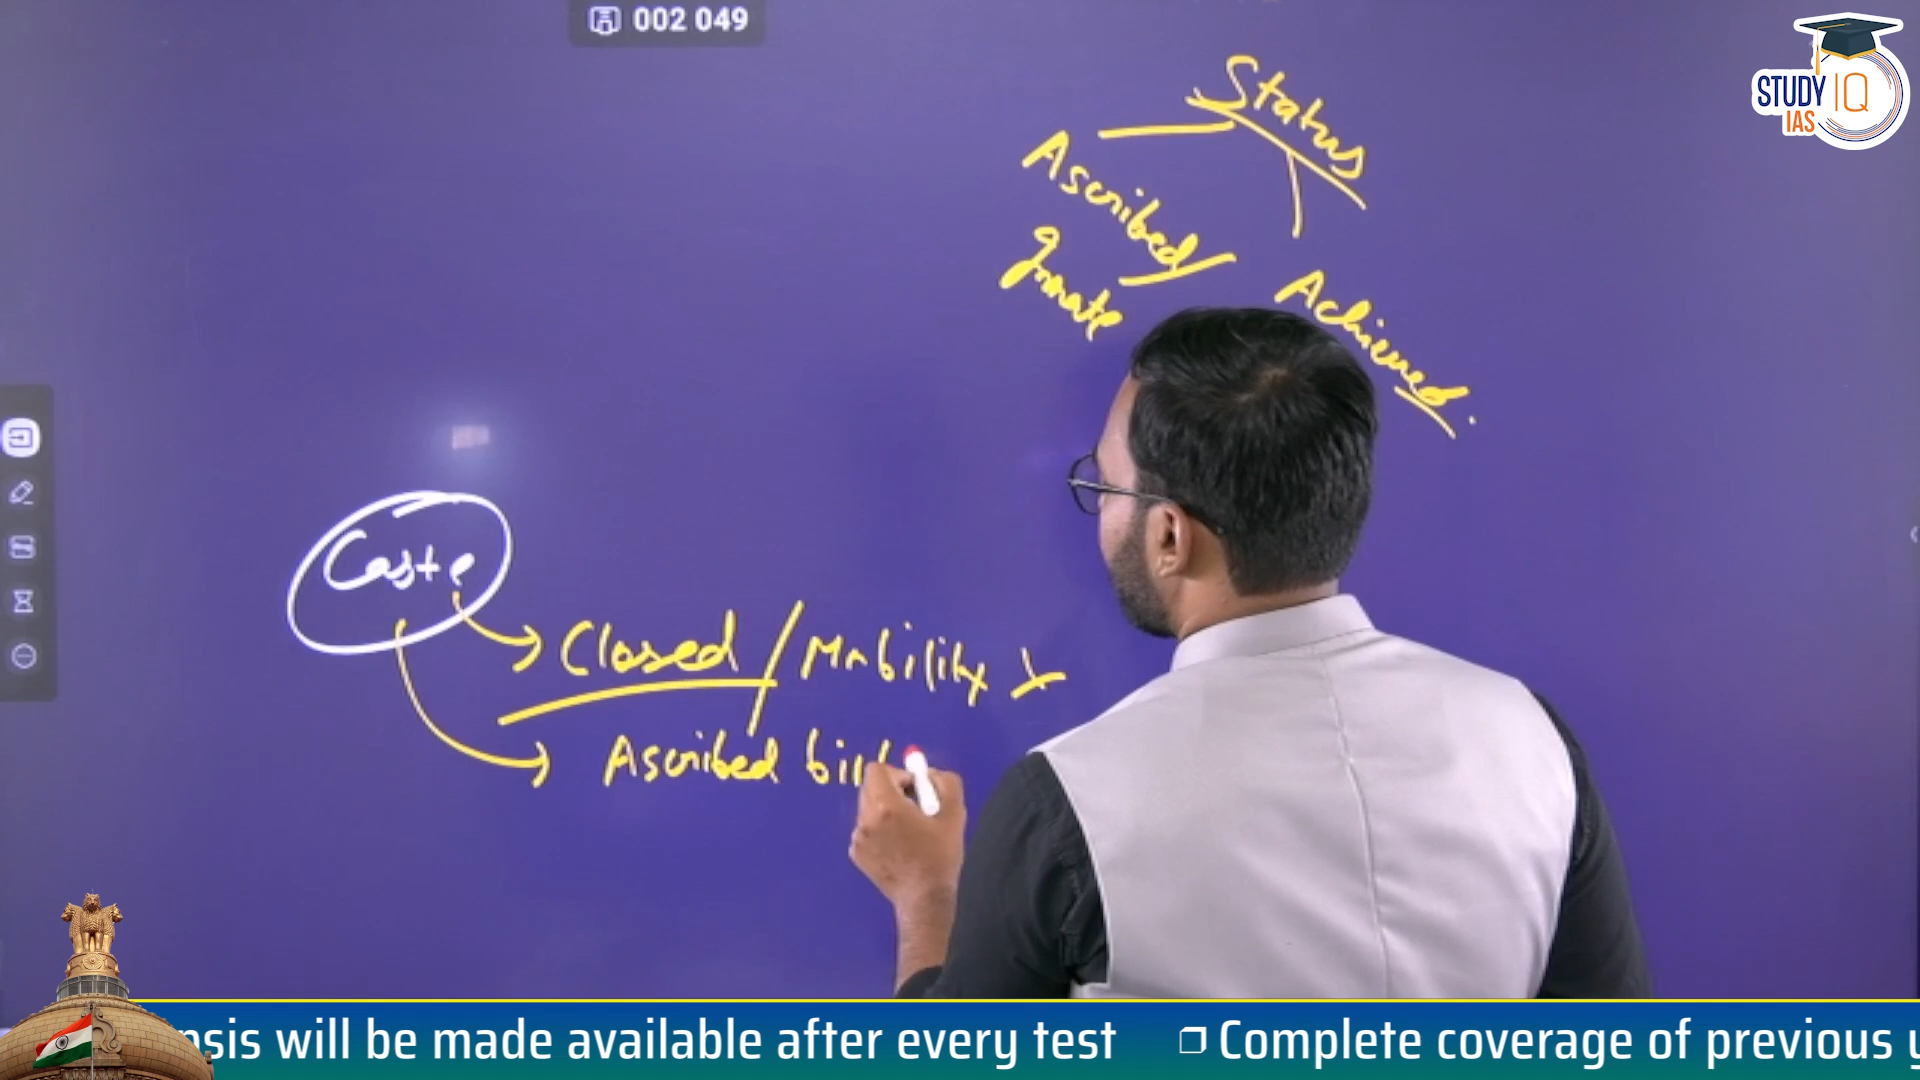 002 049
STUDY IQ
IAS
Status
Ascribed/
Innate
Achieved.
Caste
Closed / Mobility x
Ascribed birt
nsis will be made available after every test ❐ Complete coverage of previous y